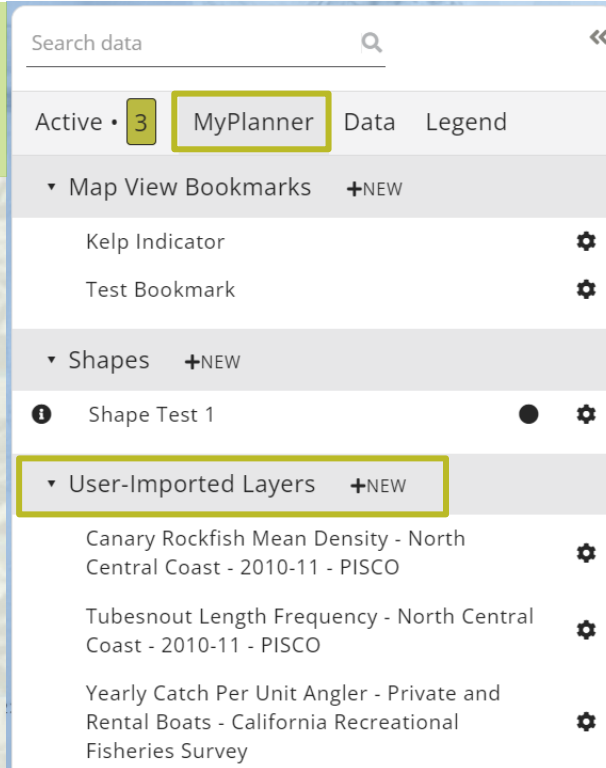 Search data
Active • 3 MyPlanner Data Legend
Map View Bookmarks +NEW
Kelp Indicator
Test Bookmark
Shapes +NEW
Shape Test 1
User-Imported Layers +NEW
Canary Rockfish Mean Density - North
Central Coast - 2010-11 - PISCO
Tubesnout Length Frequency - North Central
Coast - 2010-11 - PISCO
Yearly Catch Per Unit Angler - Private and
Rental Boats - California Recreational
Fisheries Survey